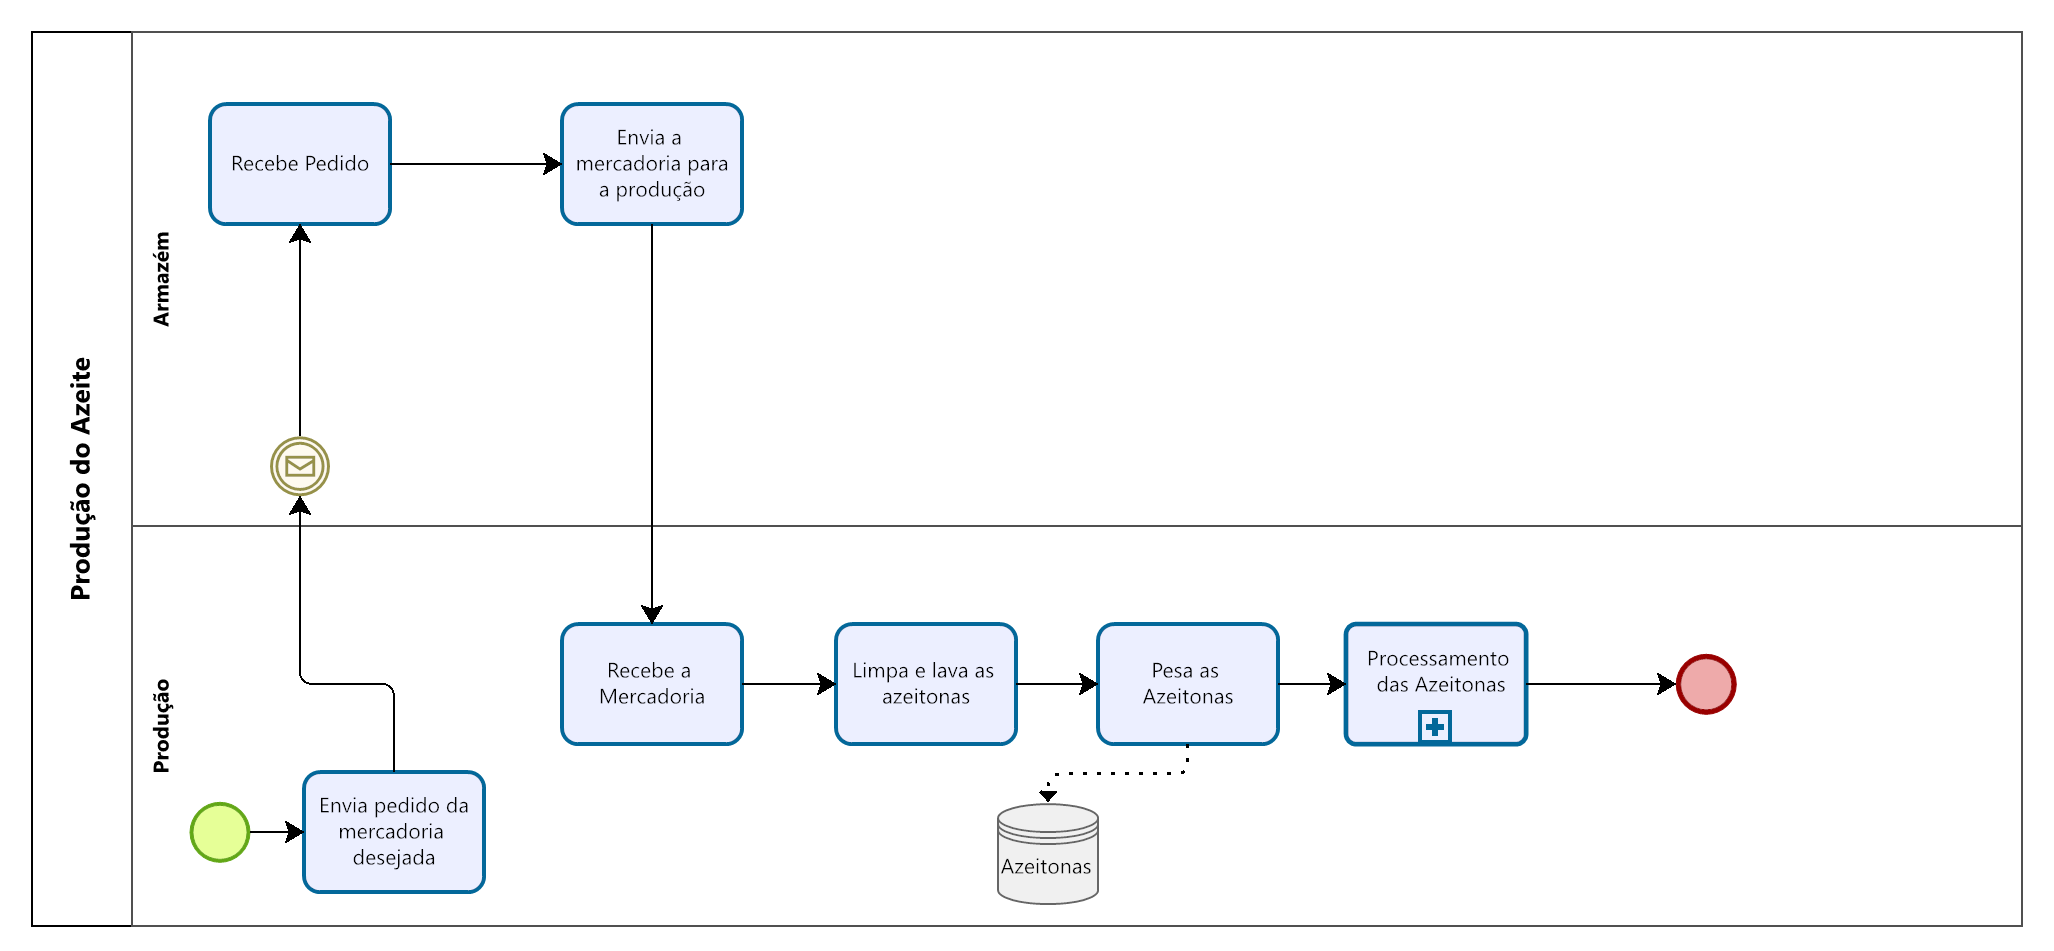 Produção do Azeite
Armazém
Recebe Pedido
Envia a
mercadoria para
a produção
Produção
Recebe a
Mercadoria
Limpa e lava as
azeitonas
Pesa as
Azeitonas
Processamento
das Azeitonas
Envia pedido da
mercadoria
desejada
Azeitonas